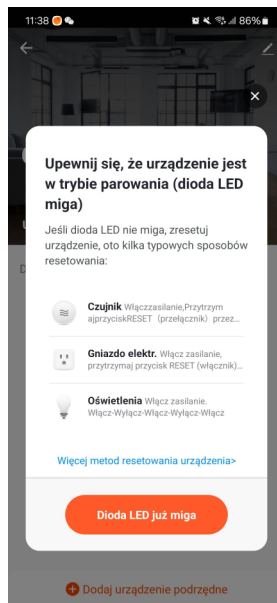 11:38
86%
Upewnij się, że urządzenie jest
w trybie parowania (dioda LED
miga)
Jeśli dioda LED nie miga, zresetuj
urządzenie, oto kilka typowych sposobów
resetowania:
Czujnik Włączzasilanie,Przytrzym
ajprzyciskRESET（przełącznik）przez...
Gniazdo elektr. Włącz zasilanie,
przytrzymaj przycisk RESET (włącznik)...
Oświetlenia Włącz zasilanie.
Włącz-Wyłącz-Włącz-Wyłącz-Włącz
Więcej metod resetowania urządzenia>
Dioda LED już miga
Dodaj urządzenie podrzędne